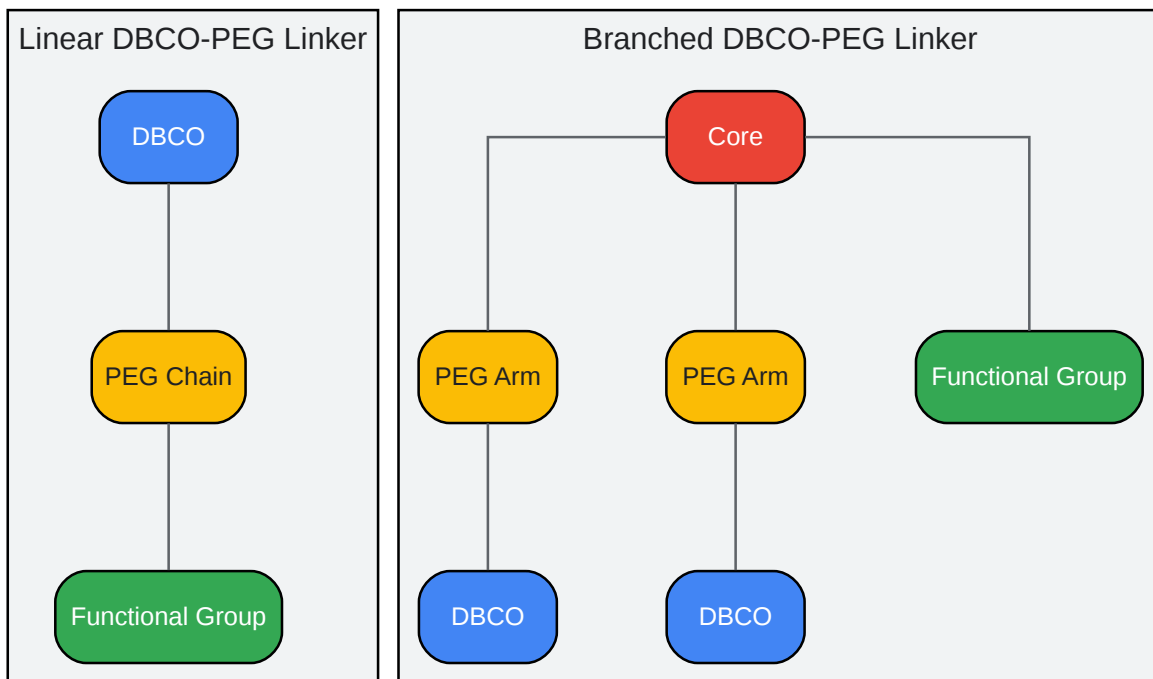 Linear DBCO-PEG Linker
DBCO
PEG Chain
Functional Group
Branched DBCO-PEG Linker
Core
PEG Arm
PEG Arm
Functional Group
DBCO
DBCO